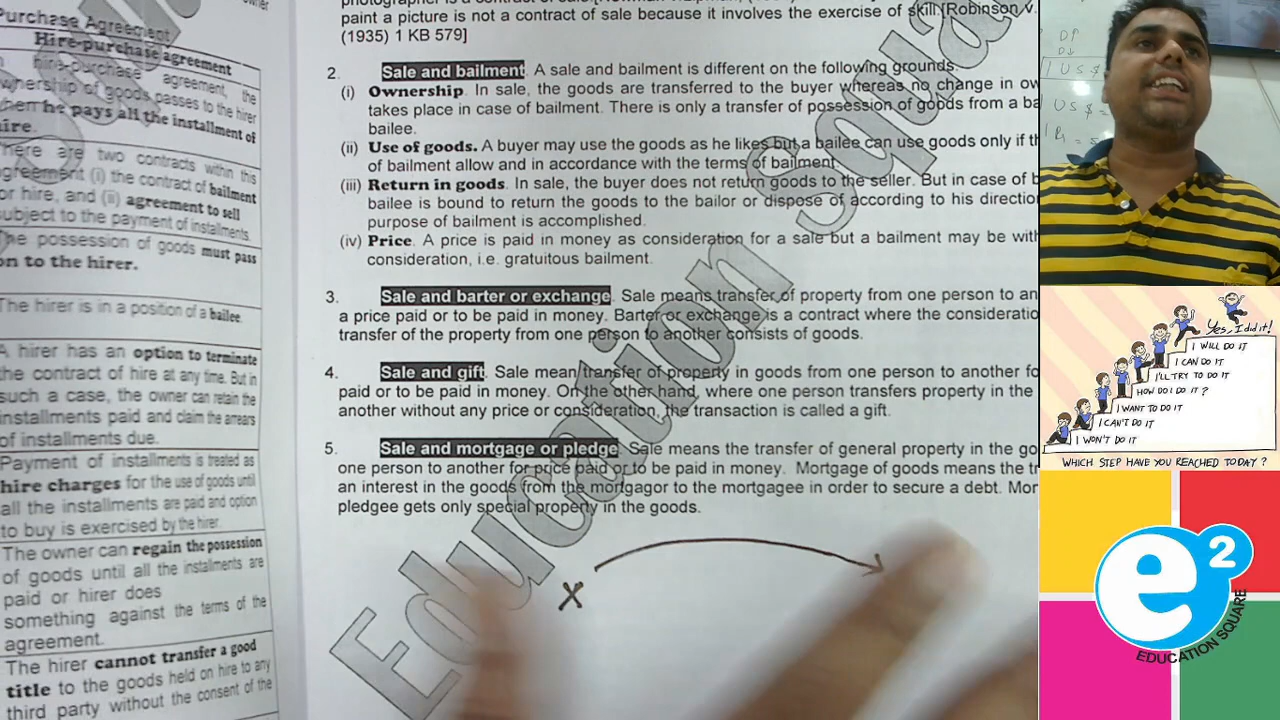 Purchase Agreement
Hire-purchase agreement
hire-purchase agreement, the
ownership of goods passes to the hirer
when he pays all the installment of
hire.
There are two contracts within this
agreement (i) the contract of bailment
or hire, and (ii) agreement to sell
subject to the payment of installments.
The possession of goods must pass
on to the hirer.
The hirer is in a position of a bailee.
A hirer has an option to terminate
the contract of hire at any time. But in
such a case, the owner can retain the
installments paid and claim the arrears
of installments due.
Payment of installments is treated as
hire charges for the use of goods until
all the installments are paid and option
to buy is exercised by the hirer.
The owner can regain the possession
of goods until all the installments are
paid or hirer does
something against the terms of the
agreement.
The hirer cannot transfer a good
title to the goods held on hire to any
third party without the consent of the
paint a picture is not a contract of sale because it involves the exercise of skill [Robinson v.
(1935) 1 KB 579]
2. Sale and bailment. A sale and bailment is different on the following grounds.
(i) Ownership. In sale, the goods are transferred to the buyer whereas no change in ow
takes place in case of bailment. There is only a transfer of possession of goods from a ba
bailee.
(ii) Use of goods. A buyer may use the goods as he likes but a bailee can use goods only if th
of bailment allow and in accordance with the terms of bailment.
(iii) Return in goods. In sale, the buyer does not return goods to the seller. But in case of b
bailee is bound to return the goods to the bailor or dispose of according to his direction
purpose of bailment is accomplished.
(iv) Price. A price is paid in money as consideration for a sale but a bailment may be with
consideration, i.e. gratuitous bailment.
3. Sale and barter or exchange. Sale means transfer of property from one person to an
a price paid or to be paid in money. Barter or exchange is a contract where the consideratio
transfer of the property from one person to another consists of goods.
4. Sale and gift. Sale mean transfer of property in goods from one person to another fo
paid or to be paid in money. On the other hand, where one person transfers property in the
another without any price or consideration, the transaction is called a gift.
5. Sale and mortgage or pledge. Sale means the transfer of general property in the go
one person to another for price paid or to be paid in money. Mortgage of goods means the tr
an interest in the goods from the mortgagor to the mortgagee in order to secure a debt. Mor
pledgee gets only special property in the goods.
X
Education Squa
1 US $
US $ =
Yes, I did it!
I WILL DO IT
I CAN DO IT
I'LL TRY TO DO IT
HOW DO I DO IT ?
I WANT TO DO IT
I CAN'T DO IT
I WON'T DO IT
WHICH STEP HAVE YOU REACHED TODAY ?
e2
EDUCATION SQUARE